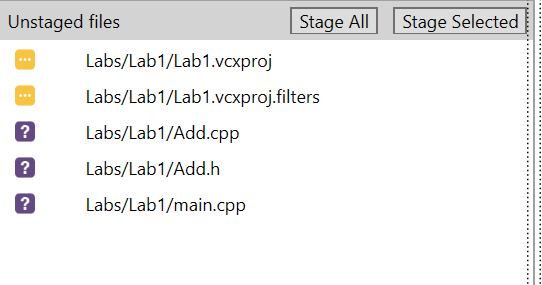 Unstaged files Stage All Stage Selected
... Labs/Lab1/Lab1.vcxproj
... Labs/Lab1/Lab1.vcxproj.filters
? Labs/Lab1/Add.cpp
? Labs/Lab1/Add.h
? Labs/Lab1/main.cpp